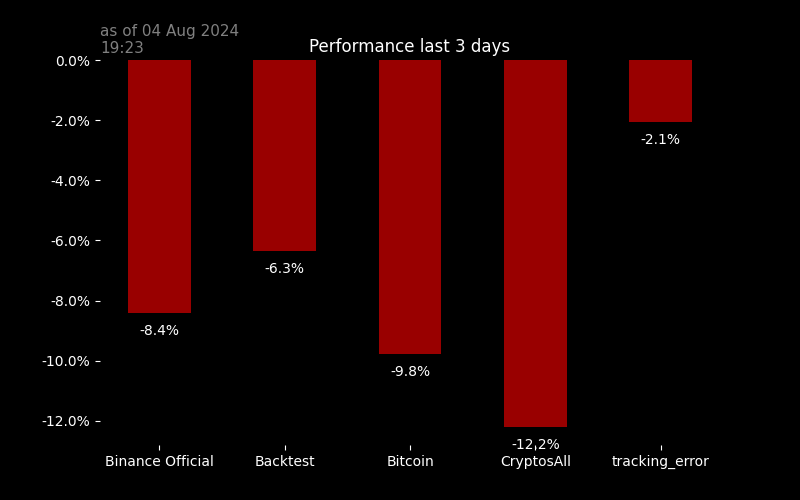 as of 04 Aug 2024
19:23
Performance last 3 days
0.0%
-2.0%
-4.0%
-6.0%
-8.0%
-10.0%
-12.0%
-8.4%
-6.3%
-9.8%
-12.2%
-2.1%
Binance Official
Backtest
Bitcoin
CryptosAll
tracking_error